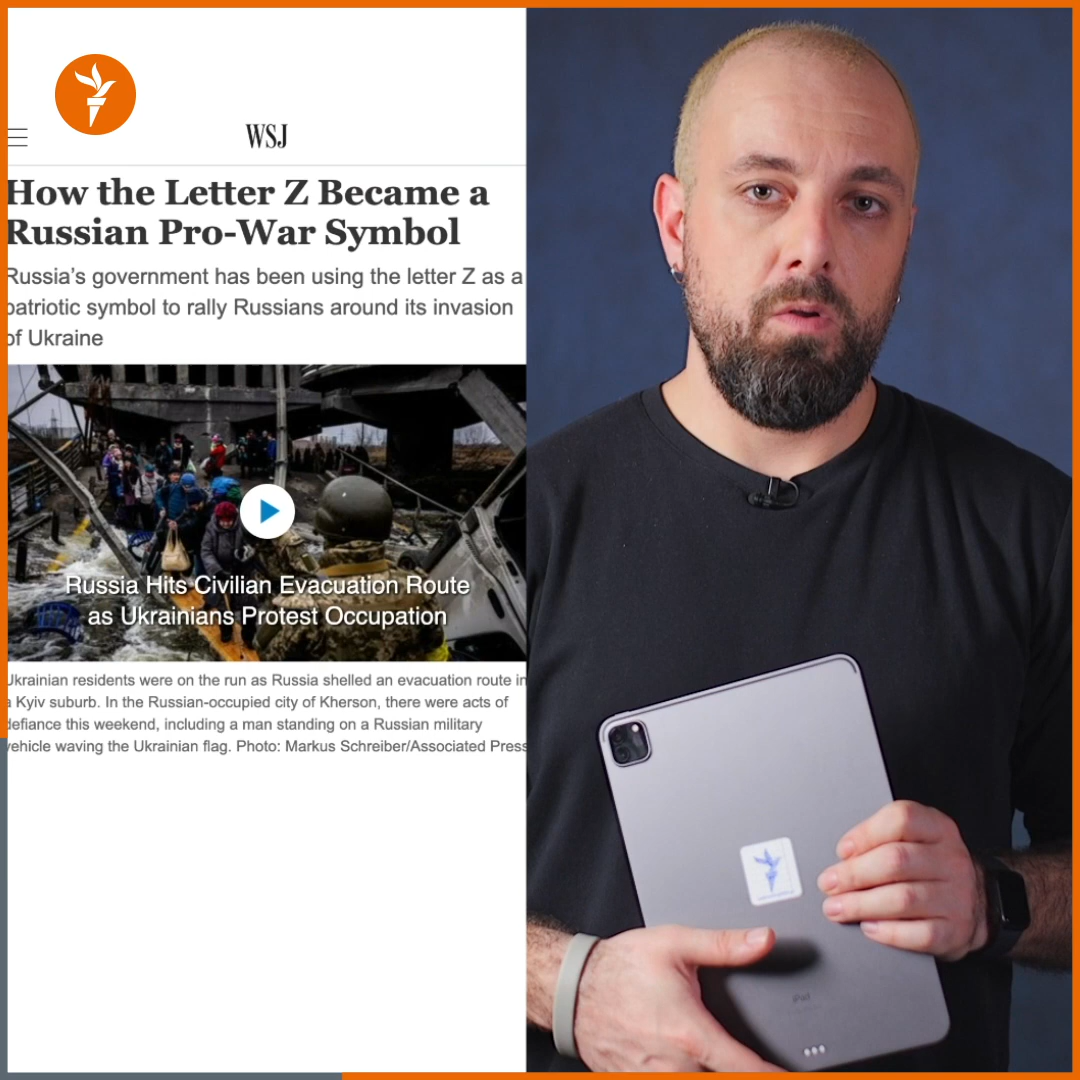 WSJ
How the Letter Z Became a
Russian Pro-War Symbol
Russia's government has been using the letter Z as a
patriotic symbol to rally Russians around its invasion
of Ukraine
Russia Hits Civilian Evacuation Route
as Ukrainians Protest Occupation
Ukrainian residents were on the run as Russia shelled an evacuation route in
a Kyiv suburb. In the Russian-occupied city of Kherson, there were acts of
defiance this weekend, including a man standing on a Russian military
vehicle waving the Ukrainian flag. Photo: Markus Schreiber/Associated Press
iPad